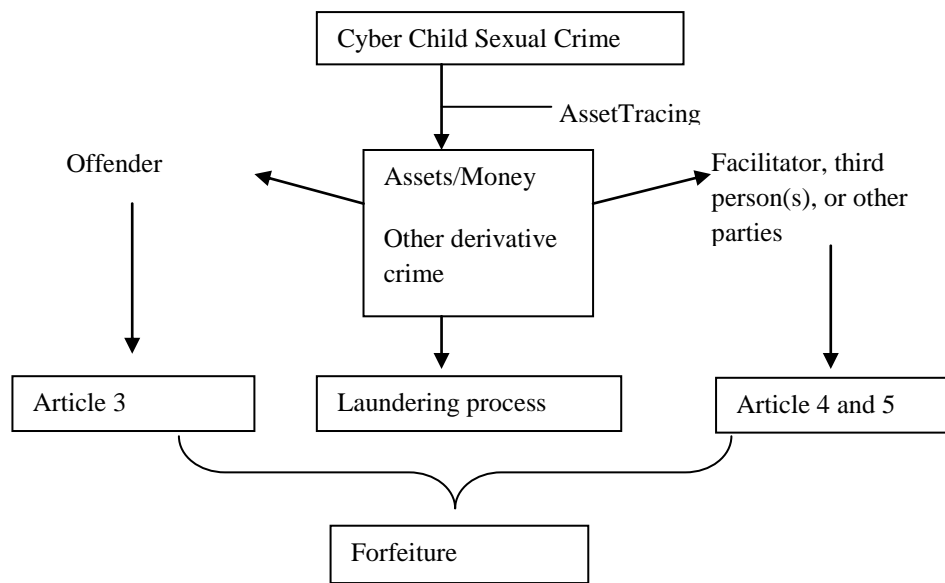 Cyber Child Sexual Crime
AssetTracing
Offender
Assets/Money
Other derivative
crime
Facilitator, third
person(s), or other
parties
Article 3
Laundering process
Article 4 and 5
Forfeiture